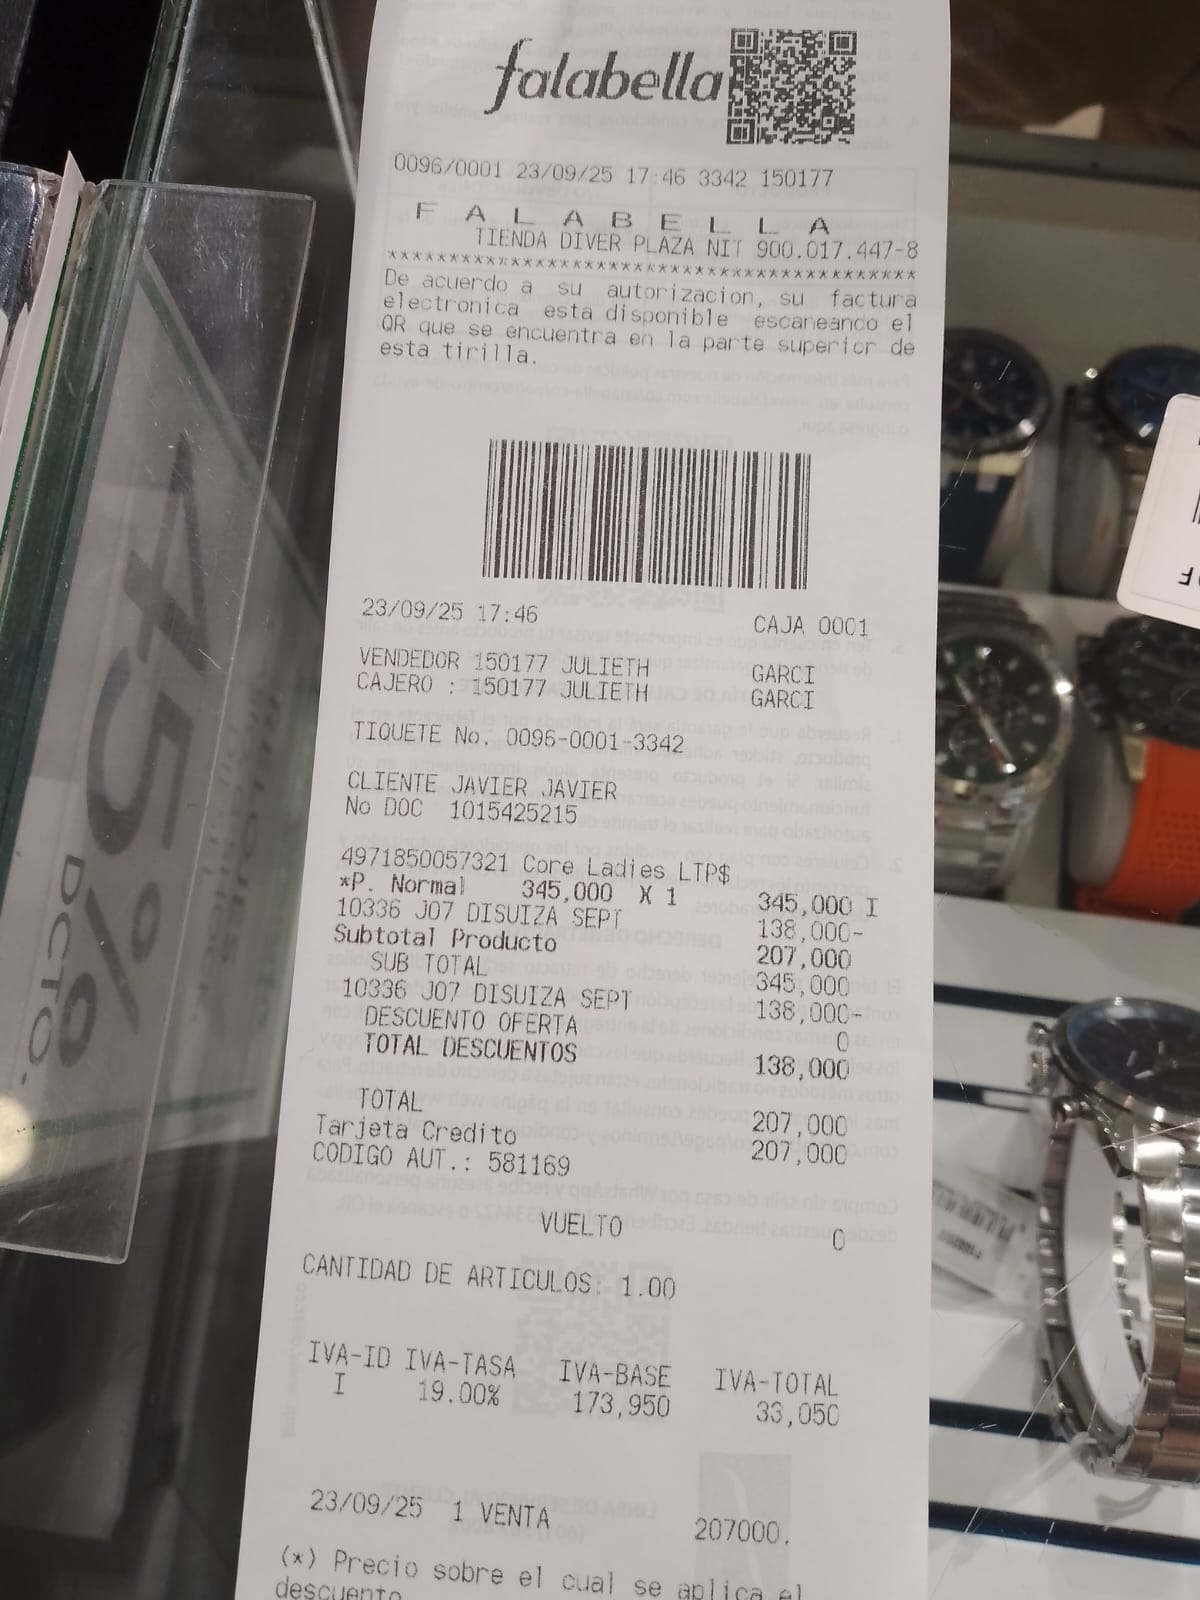 falabella
0096/0001 23/09/25 17:46 3342 150177
F A L A B E L L A
TIENDA DIVER PLAZA NIT 900.017.447-8
******************************************
De acuerdo a su autorizacion, su factura
electronica esta disponible escaneanco el
QR que se encuentra en la parte supericr de
esta tirilla.
23/09/25 17:46 CAJA 0001
VENDEDOR 150177 JULIETH GARCI
CAJERO : 150177 JULIETH GARCI
TIQUETE No. 0096-0001-3342
CLIENTE JAVIER JAVIER
No DOC 1015425215
4971850057321 Core Ladies LTP$
*P. Normal 345,000 X 1 345,000 I
10336 J07 DISUIZA SEPT 138,000-
Subtotal Producto 207,000
SUB TOTAL 345,000
10336 J07 DISUIZA SEPT 138,000-
DESCUENTO OFERTA 0
TOTAL DESCUENTOS 138,000
TOTAL 207,000
Tarjeta Credito 207,000
CODIGO AUT.: 581169
VUELTO 0
CANTIDAD DE ARTICULOS: 1.00
IVA-ID IVA-TASA IVA-BASE IVA-TOTAL
I 19.00% 173,950 33,050
23/09/25 1 VENTA 207000.
(*) Precio sobre el cual se aplica el
descuento
45%
DCTO.